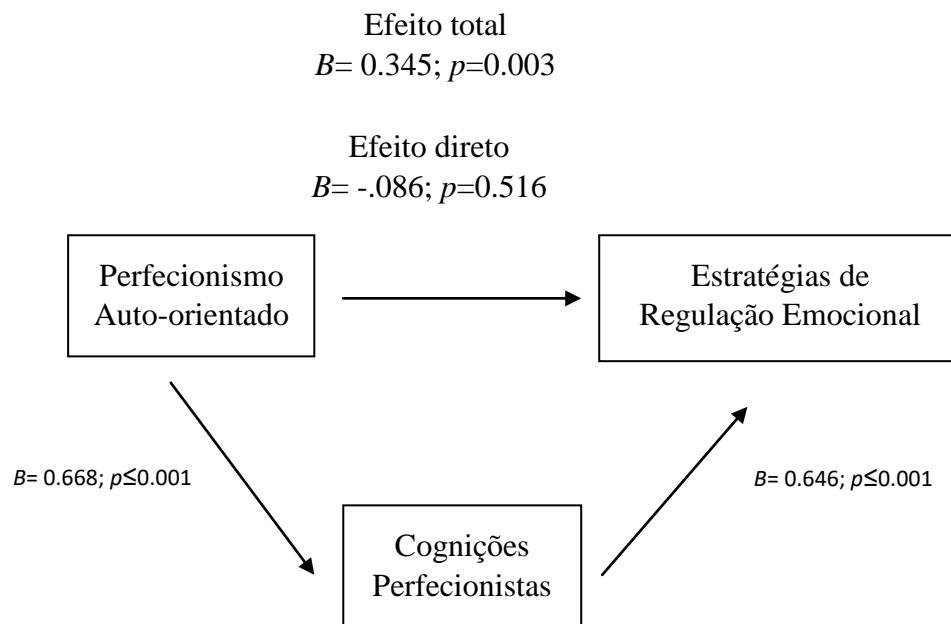 Efeito total
B= 0.345; p=0.003
Efeito direto
B= -.086; p=0.516
Perfecionismo
Auto-orientado
Estratégias de
Regulação Emocional
B= 0.668; p≤0.001
B= 0.646; p≤0.001
Cognições
Perfecionistas